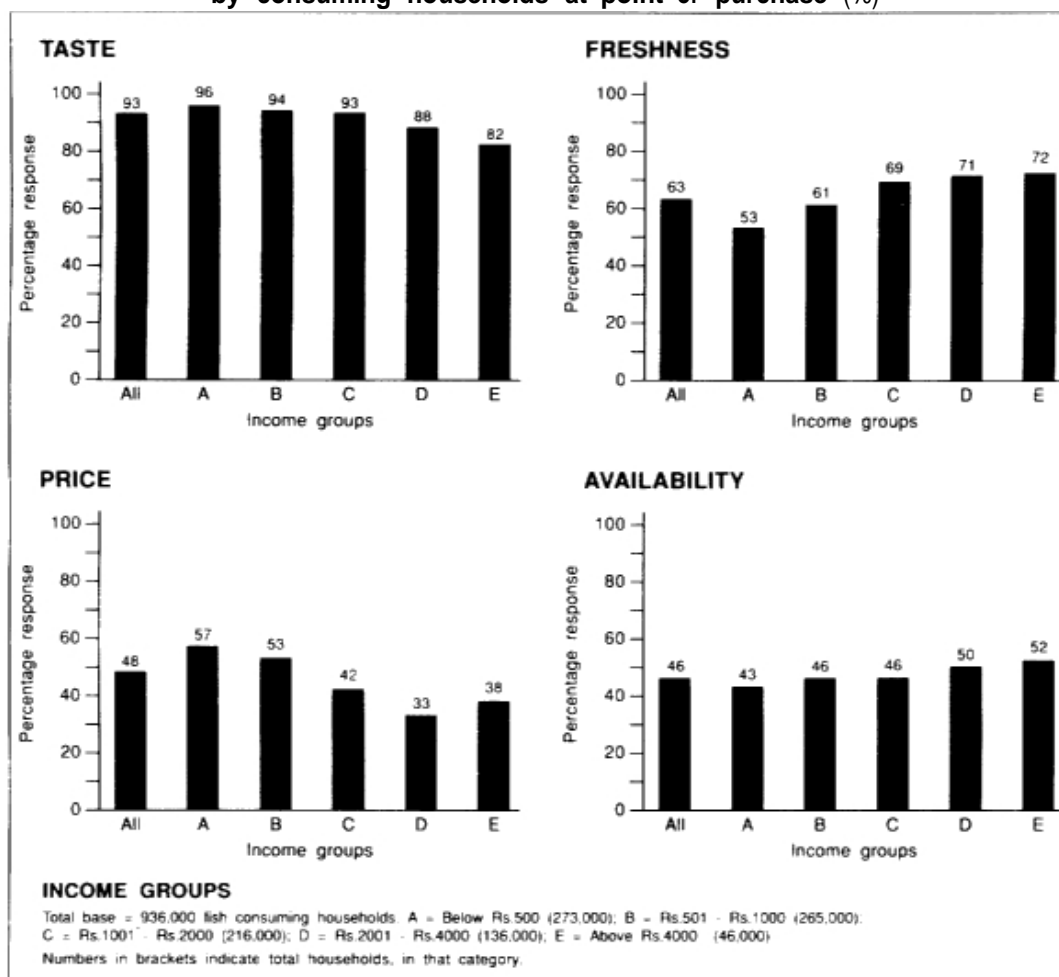 by consuming households at point of purchase (%)
TASTE
Percentage response
100
80
60
40
20
0
93
96
94
93
88
82
All
A
B
C
D
E
Income groups
FRESHNESS
Percentage response
100
80
60
40
20
0
63
53
61
69
71
72
All
A
B
C
D
E
Income groups
PRICE
Percentage response
100
80
60
40
20
0
48
57
53
42
33
38
All
A
B
C
D
E
Income groups
AVAILABILITY
Percentage response
100
80
60
40
20
0
46
43
46
46
50
52
All
A
B
C
D
E
Income groups
INCOME GROUPS
Total base = 936,000 fish consuming households. A = Below Rs.500 (273,000); B = Rs.501 - Rs.1000 (265,000);
C = Rs.1001 - Rs.2000 (216,000); D = Rs.2001 - Rs.4000 (136,000); E = Above Rs.4000 (46,000)
Numbers in brackets indicate total households, in that category.